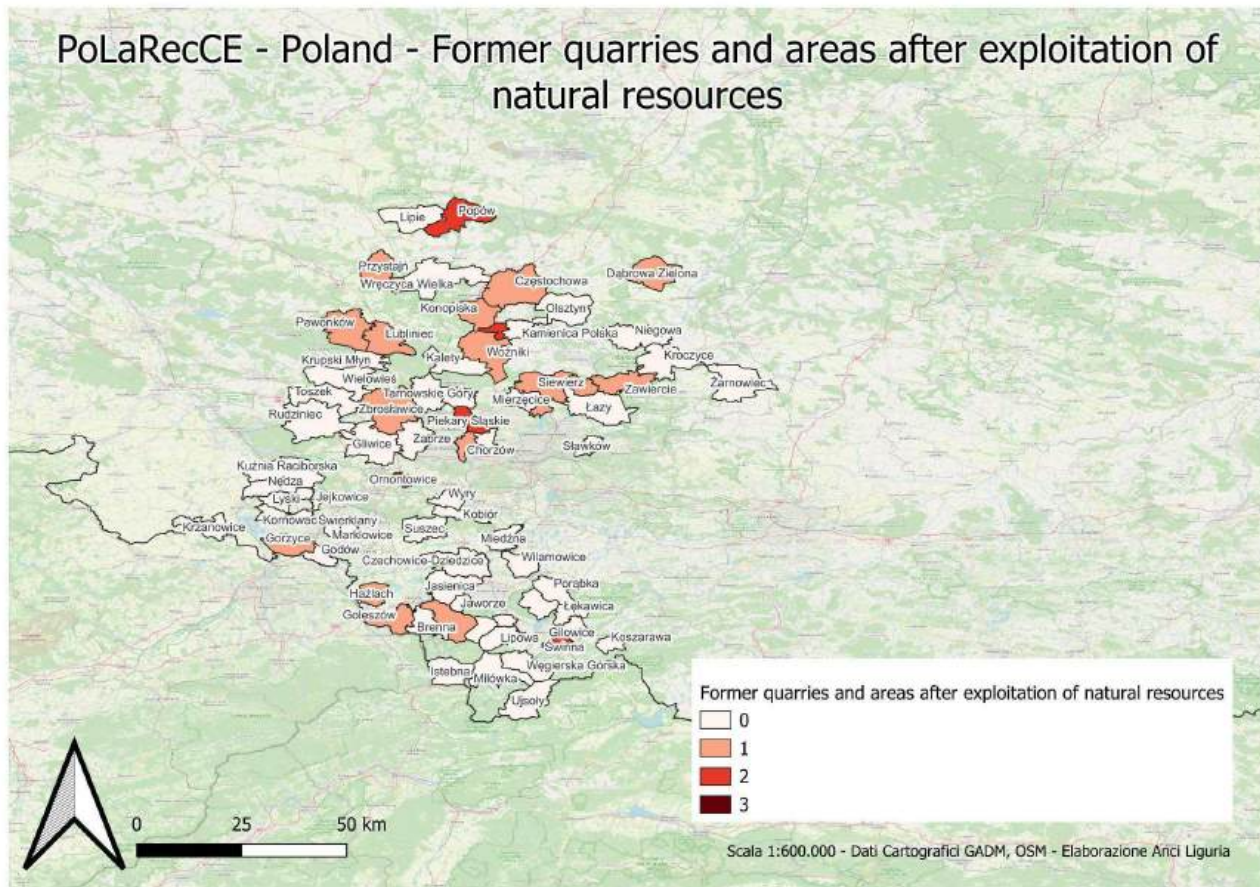 PoLaRecCE - Poland - Former quarries and areas after exploitation of
natural resources
Lipie
Popów
Przystajń
Wręczyca Wielka
Częstochowa
Dąbrowa Zielona
Konopiska
Olsztyn
Pawonków
Lubliniec
Kamienica Polska
Niegowa
Krupski Młyn
Kalety
Woźniki
Kroczyce
Wielowieś
Siewierz
Zawiercie
Żarnowiec
Toszek
Tarnowskie Góry
Mierzęcice
Łazy
Rudziniec
Zbrosławice
Piekary Śląskie
Gliwice
Zabrze
Chorzów
Sławków
Kuźnia Raciborska
Nędza
Ornontowice
Lyski
Jejkowice
Wyry
Kornowac
Świerklany
Kobiór
Krzanowice
Gorzyce
Markłowice
Suszec
Miedźna
Godów
Czechowice-Dziedzice
Wilamowice
Hażlach
Jasienica
Porąbka
Jaworze
Łękawica
Goleszów
Brenna
Lipowa
Gilowice
Świnna
Koszarawa
Istebna
Milówka
Węgierska Górska
Ujsoły
Former quarries and areas after exploitation of natural resources
0
1
2
3
0 25 50 km
Scala 1:600.000 - Dati Cartografici GADM, OSM - Elaborazione Anci Liguria